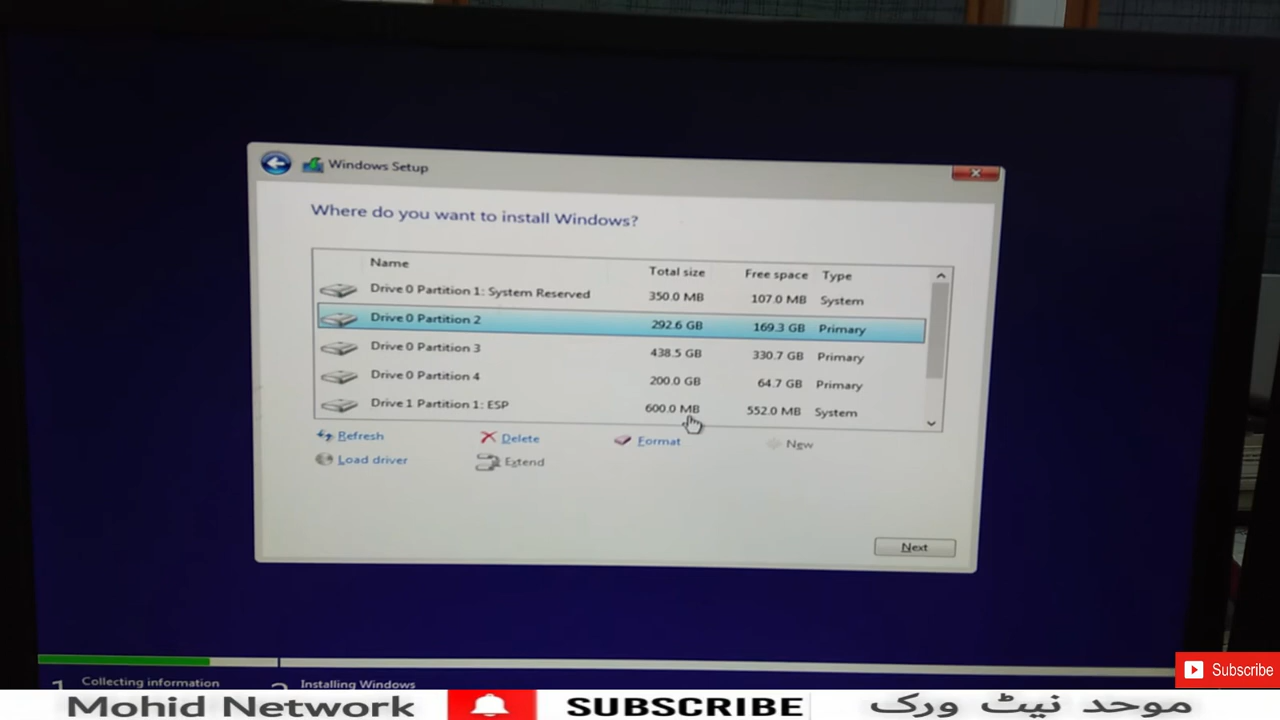 Windows Setup
Where do you want to install Windows?
Name Total size Free space Type
Drive 0 Partition 1: System Reserved 350.0 MB 107.0 MB System
Drive 0 Partition 2 292.6 GB 169.3 GB Primary
Drive 0 Partition 3 438.5 GB 330.7 GB Primary
Drive 0 Partition 4 200.0 GB 64.7 GB Primary
Drive 1 Partition 1: ESP 600.0 MB 552.0 MB System
Refresh Delete Format New
Load driver Extend
Next
1 Collecting information 2 Installing Windows
Subscribe
Mohid Network SUBSCRIBE موحد نیٹ ورک